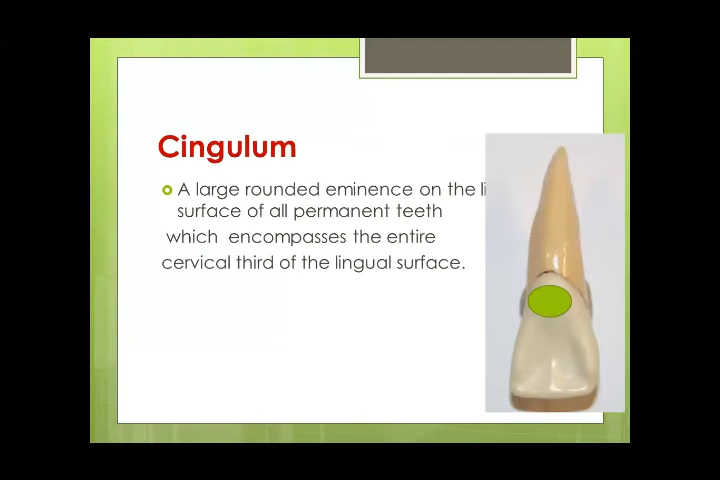 Cingulum
A large rounded eminence on the
surface of all permanent teeth
which encompasses the entire
cervical third of the lingual surface.